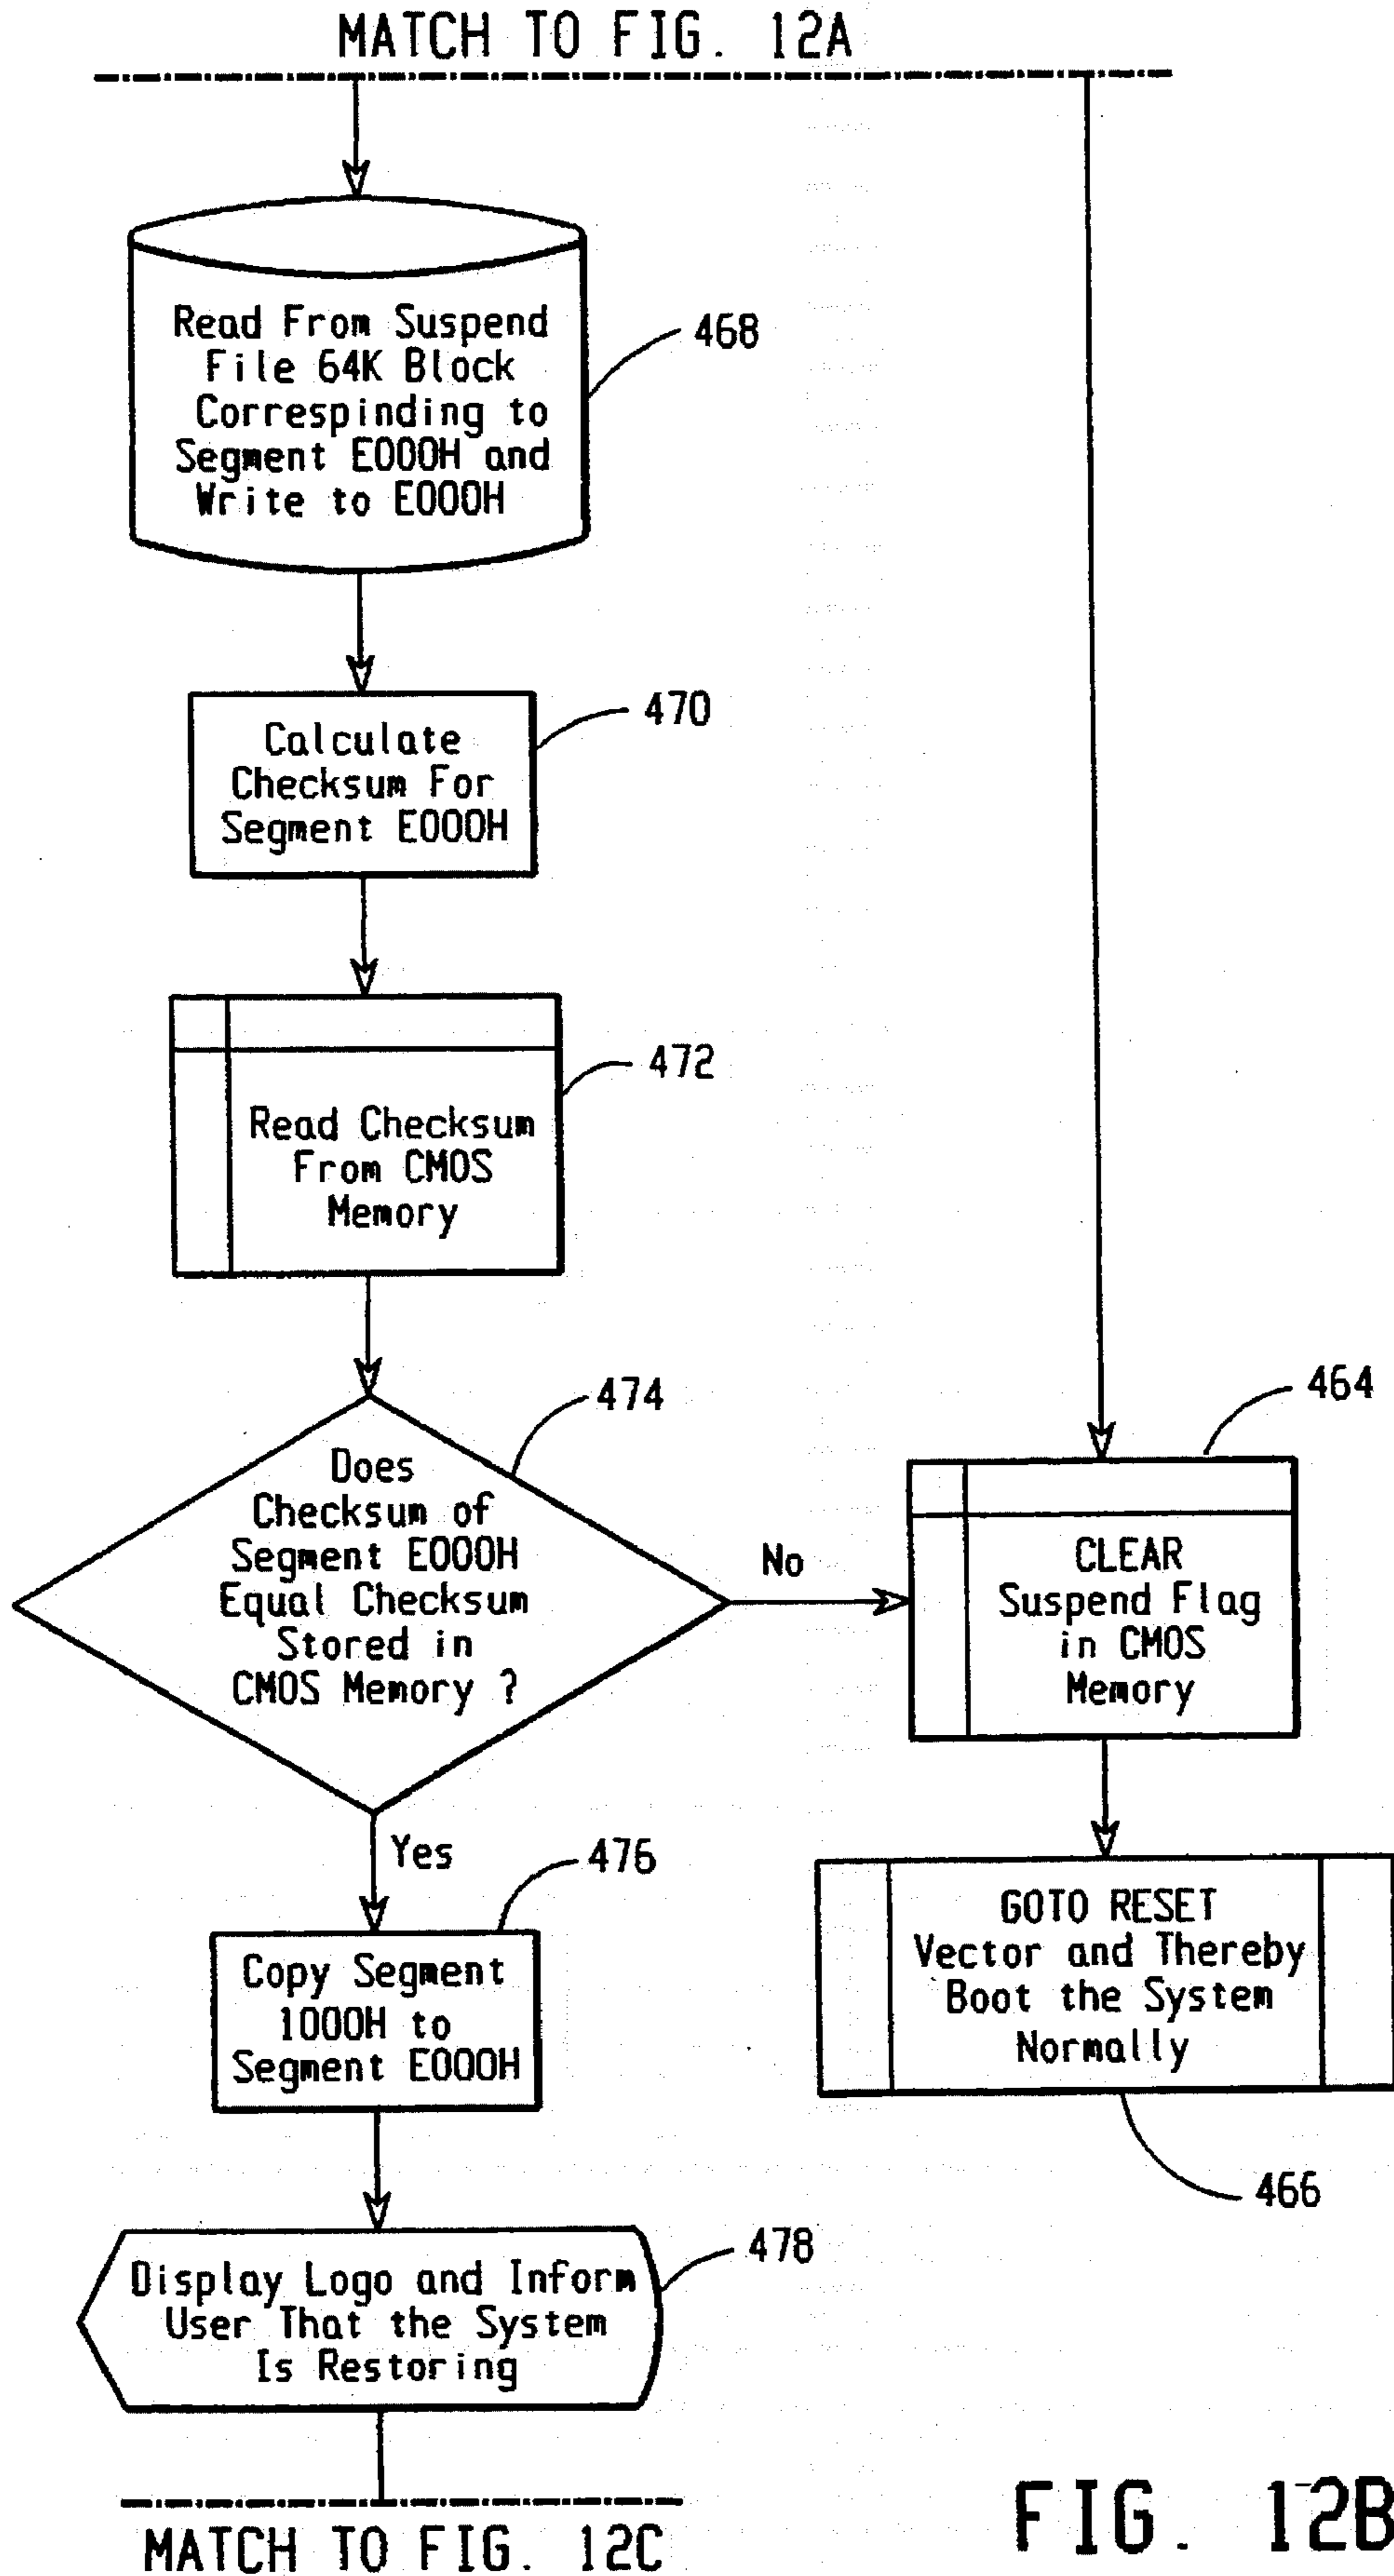 MATCH TO FIG. 12A
Read From Suspend
File 64K Block
Correspinding to
Segment E000H and
Write to E000H
468
Calculate
Checksum For
Segment E000H
470
Read Checksum
From CMOS
Memory
472
Does
Checksum of
Segment E000H
Equal Checksum
Stored in
CMOS Memory ?
474
No
CLEAR
Suspend Flag
in CMOS
Memory
464
Yes
Copy Segment
1000H to
Segment E000H
476
GOTO RESET
Vector and Thereby
Boot the System
Normally
466
Display Logo and Inform
User That the System
Is Restoring
478
MATCH TO FIG. 12C
FIG. 12B